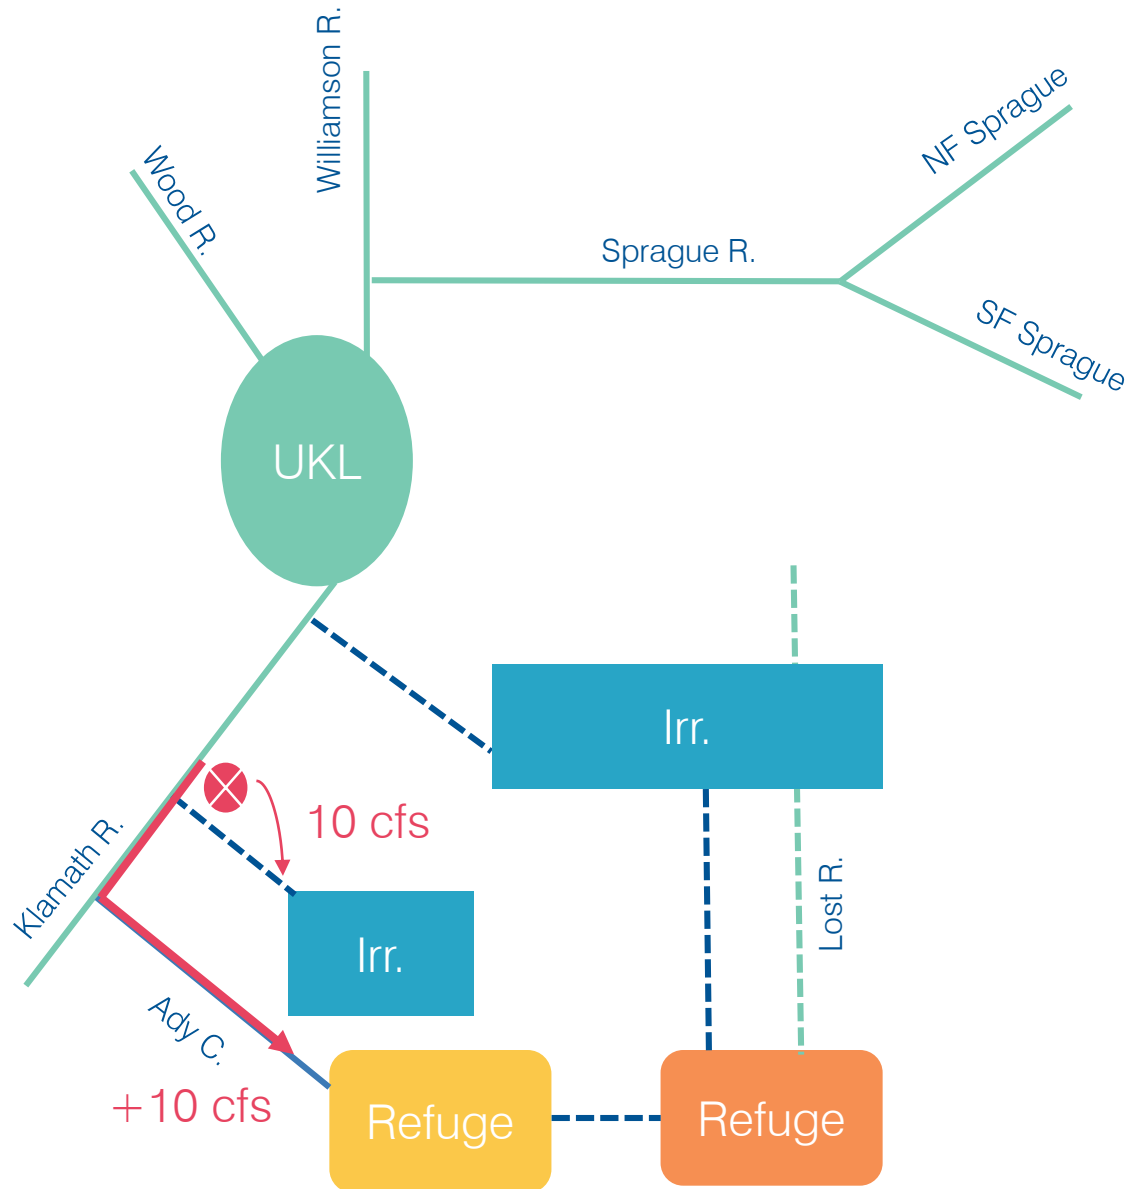 Williamson R.
Wood R.
NF Sprague
Sprague R.
SF Sprague
UKL
Irr.
10 cfs
Klamath R.
Lost R.
Irr.
Ady C.
+10 cfs
Refuge
Refuge